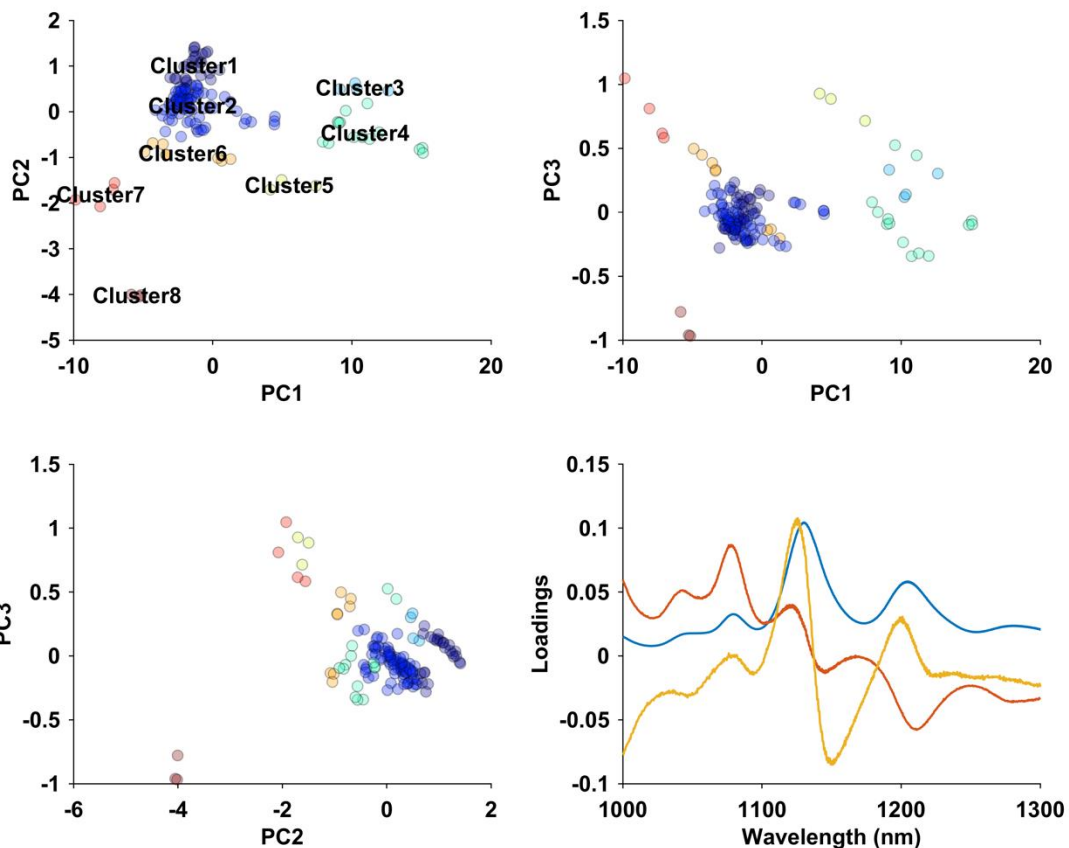 2
1
0
-1
-2
-3
-4
-5
PC2
Cluster1
Cluster2
Cluster3
Cluster4
Cluster5
Cluster6
Cluster7
Cluster8
-10 0 10 20
PC1
1.5
1
0.5
0
-0.5
-1
PC3
-10 0 10 20
PC1
1.5
1
0.5
0
-0.5
-1
PC3
-6 -4 -2 0 2
PC2
0.15
0.1
0.05
0
-0.05
-0.1
Loadings
1000 1100 1200 1300
Wavelength (nm)